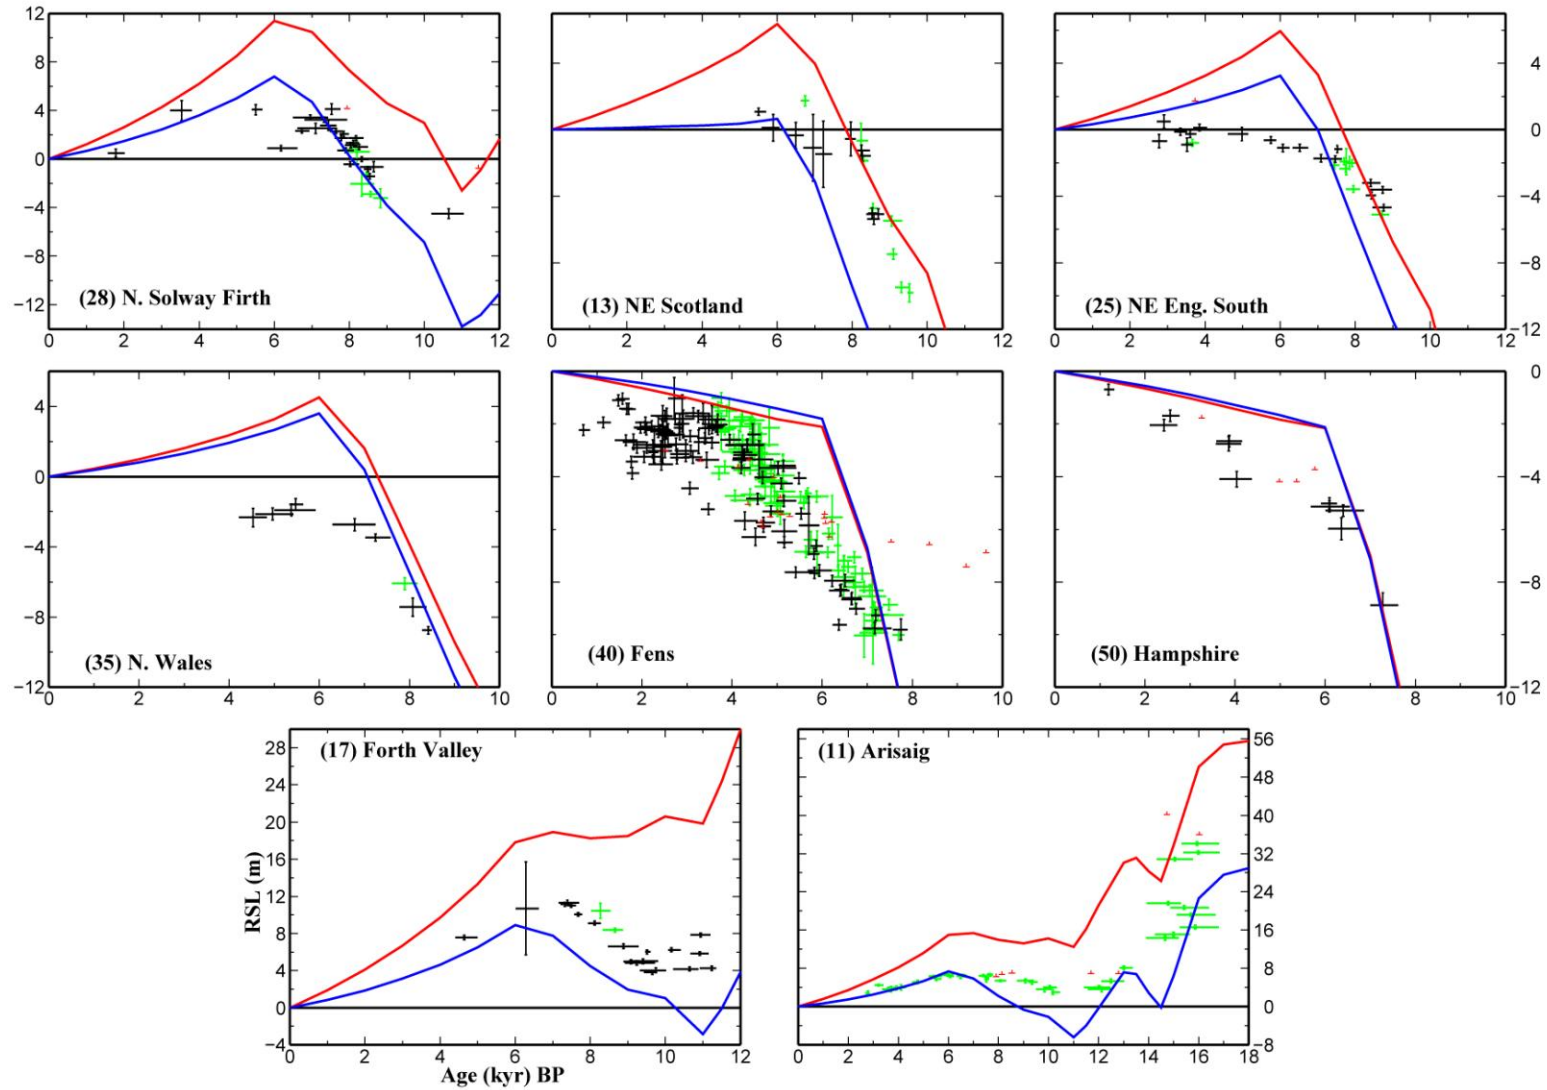 12
8
4
0
−4
−8
−12
0 2 4 6 8 10 12
(28) N. Solway Firth
0 2 4 6 8 10 12
(13) NE Scotland
4
0
−4
−8
−12
0 2 4 6 8 10 12
(25) NE Eng. South
4
0
−4
−8
−12
0 2 4 6 8 10
(35) N. Wales
0 2 4 6 8 10
(40) Fens
0
−4
−8
−12
0 2 4 6 8 10
(50) Hampshire
28
24
20
16
12
8
4
0
−4
0 2 4 6 8 10 12
(17) Forth Valley
RSL (m)
Age (kyr) BP
56
48
40
32
24
16
8
0
−8
0 2 4 6 8 10 12 14 16 18
(11) Arisaig